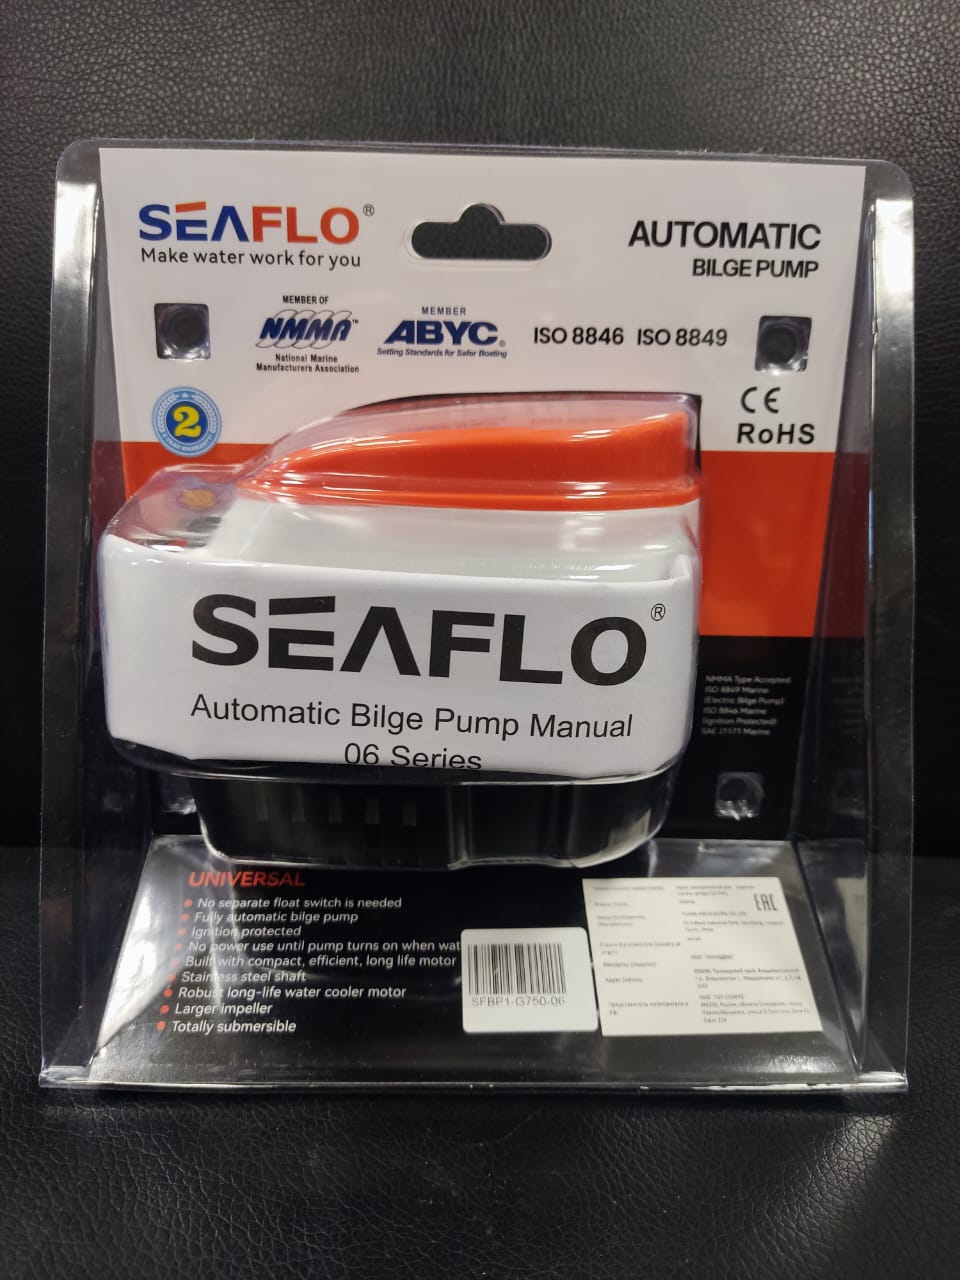 SEAFLO®
Make water work for you
AUTOMATIC
BILGE PUMP
MEMBER OF
NMMA™
National Marine
Manufacturers Association
MEMBER
ABYC®
Setting Standards for Safer Boating
ISO 8846 ISO 8849
2
2 YEAR WARRANTY
CE
RoHS
SEAFLO®
Automatic Bilge Pump Manual
06 Series
NMMA Type Accepted
ISO 8849 Marine
(Electric Bilge Pump)
ISO 8846 Marine
(Ignition Protected)
SAE J1171 Marine
UNIVERSAL
No separate float switch is needed
Fully automatic bilge pump
Ignition protected
No power use until pump turns on when wat
Built with compact, efficient, long life motor
Stainless steel shaft
Robust long-life water cooler motor
Larger impeller
Totally submersible
SFBP1-G750-06
EAC